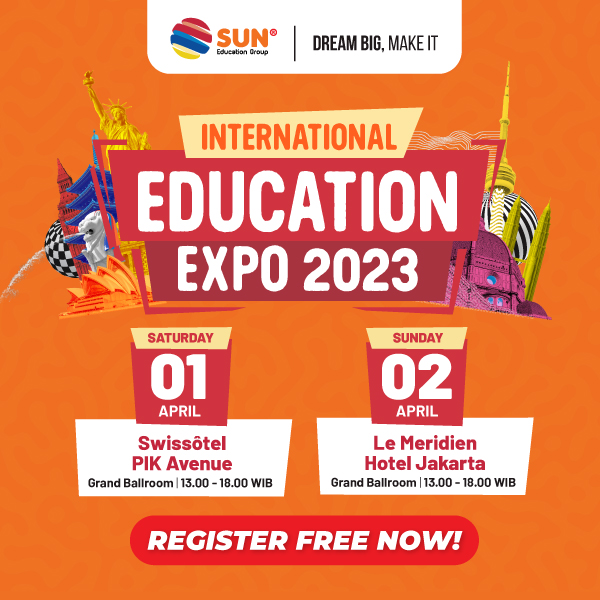 SUN®
Education Group
DREAM BIG, MAKE IT
INTERNATIONAL
EDUCATION
EXPO 2023
SATURDAY
01
APRIL
Swissôtel
PIK Avenue
Grand Ballroom | 13.00 - 18.00 WIB
SUNDAY
02
APRIL
Le Meridien
Hotel Jakarta
Grand Ballroom | 13.00 - 18.00 WIB
REGISTER FREE NOW!